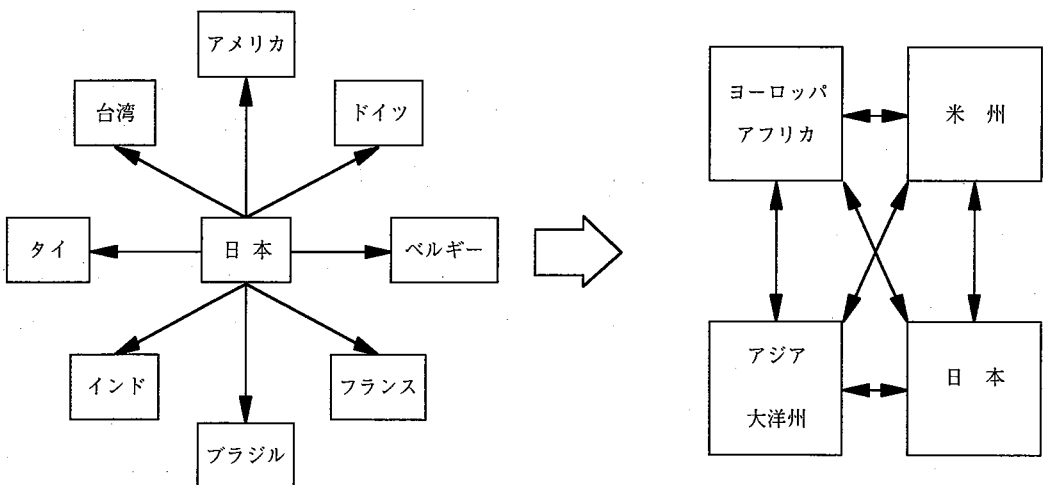 アメリカ
台湾
ドイツ
タイ
日本
ベルギー
インド
フランス
ブラジル
ヨーロッパ
アフリカ
米州
アジア
大洋州
日本